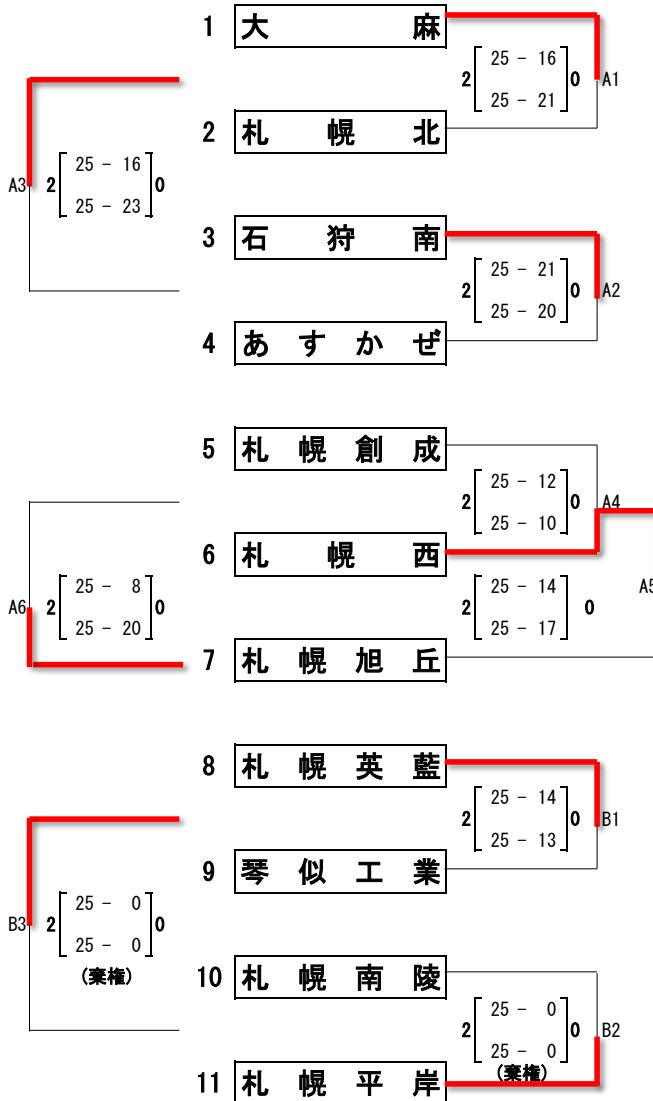 1 大麻
25 - 16
2 0 A1
25 - 21
2 札幌北
25 - 16
A3 2 0
25 - 23
3 石狩南
25 - 21
2 0 A2
25 - 20
4 あすかぜ
5 札幌創成
25 - 12
2 0 A4
25 - 10
6 札幌西
25 - 8
A6 2 0
25 - 20
25 - 14
2 0 A5
25 - 17
7 札幌旭丘
8 札幌英藍
25 - 14
2 0 B1
25 - 13
9 琴似工業
25 - 0
B3 2 0
25 - 0
(棄権)
10 札幌南陵
25 - 0
2 0 B2
25 - 0
(棄権)
11 札幌平岸